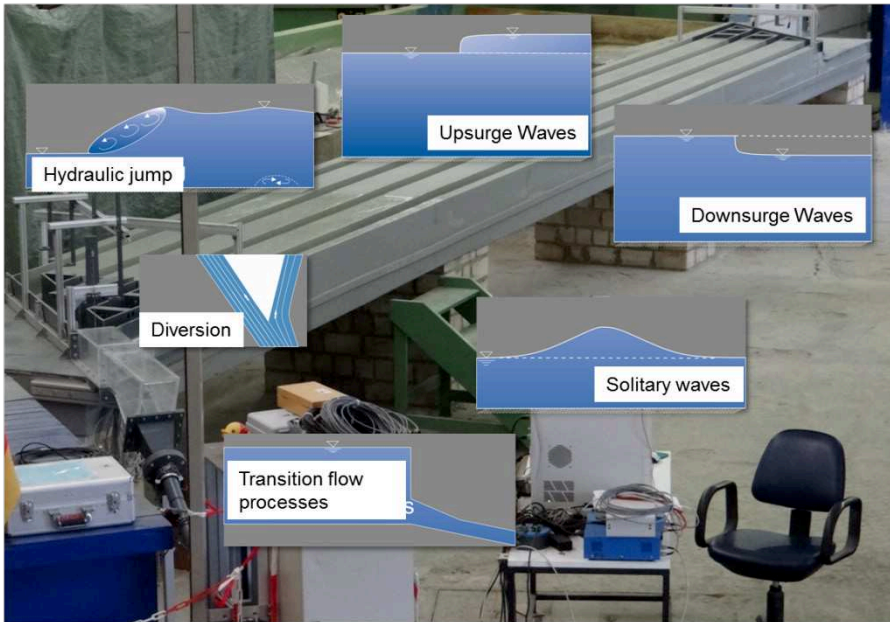 Upsurge Waves
Hydraulic jump
Downsurge Waves
Diversion
Solitary waves
Transition flow
processes
s